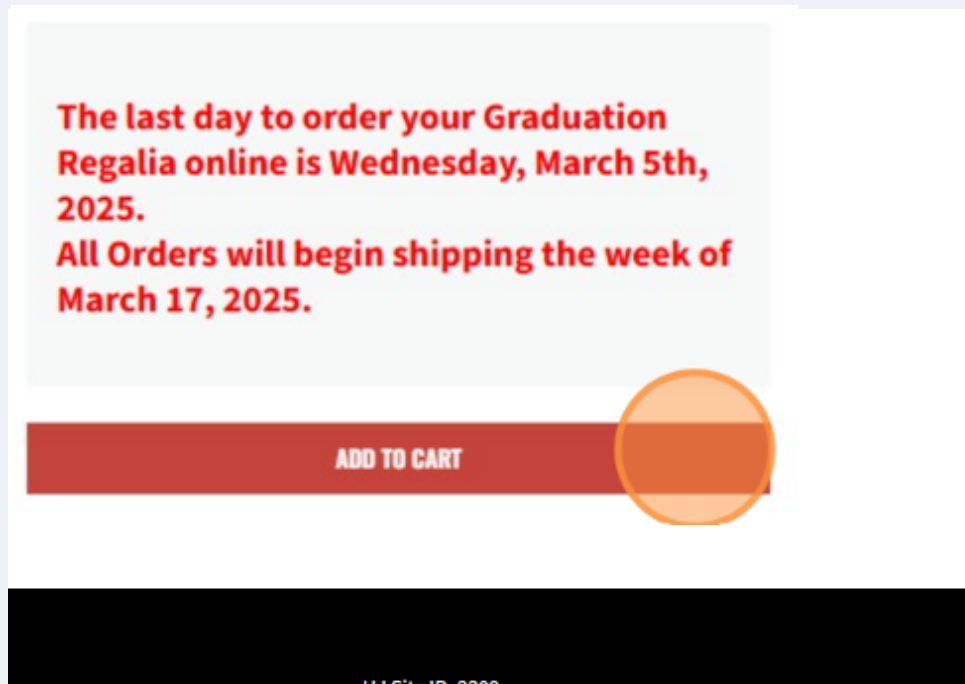 The last day to order your Graduation
Regalia online is Wednesday, March 5th,
2025.
All Orders will begin shipping the week of
March 17, 2025.
ADD TO CART